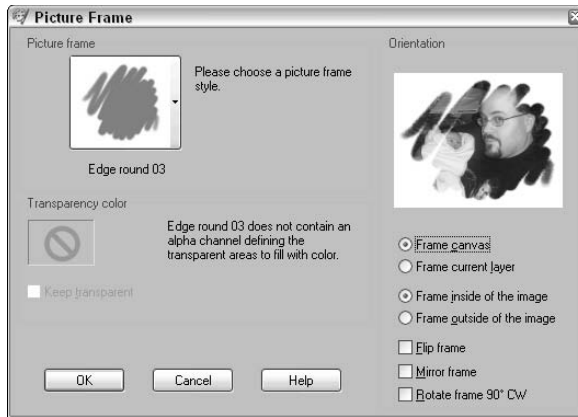 Picture Frame
Picture frame
Please choose a picture frame
style.
Edge round 03
Transparency color
Edge round 03 does not contain an
alpha channel defining the
transparent areas to fill with color.
Keep transparent
OK
Cancel
Help
Orientation
Frame canvas
Frame current layer
Frame inside of the image
Frame outside of the image
Flip frame
Mirror frame
Rotate frame 90° CW